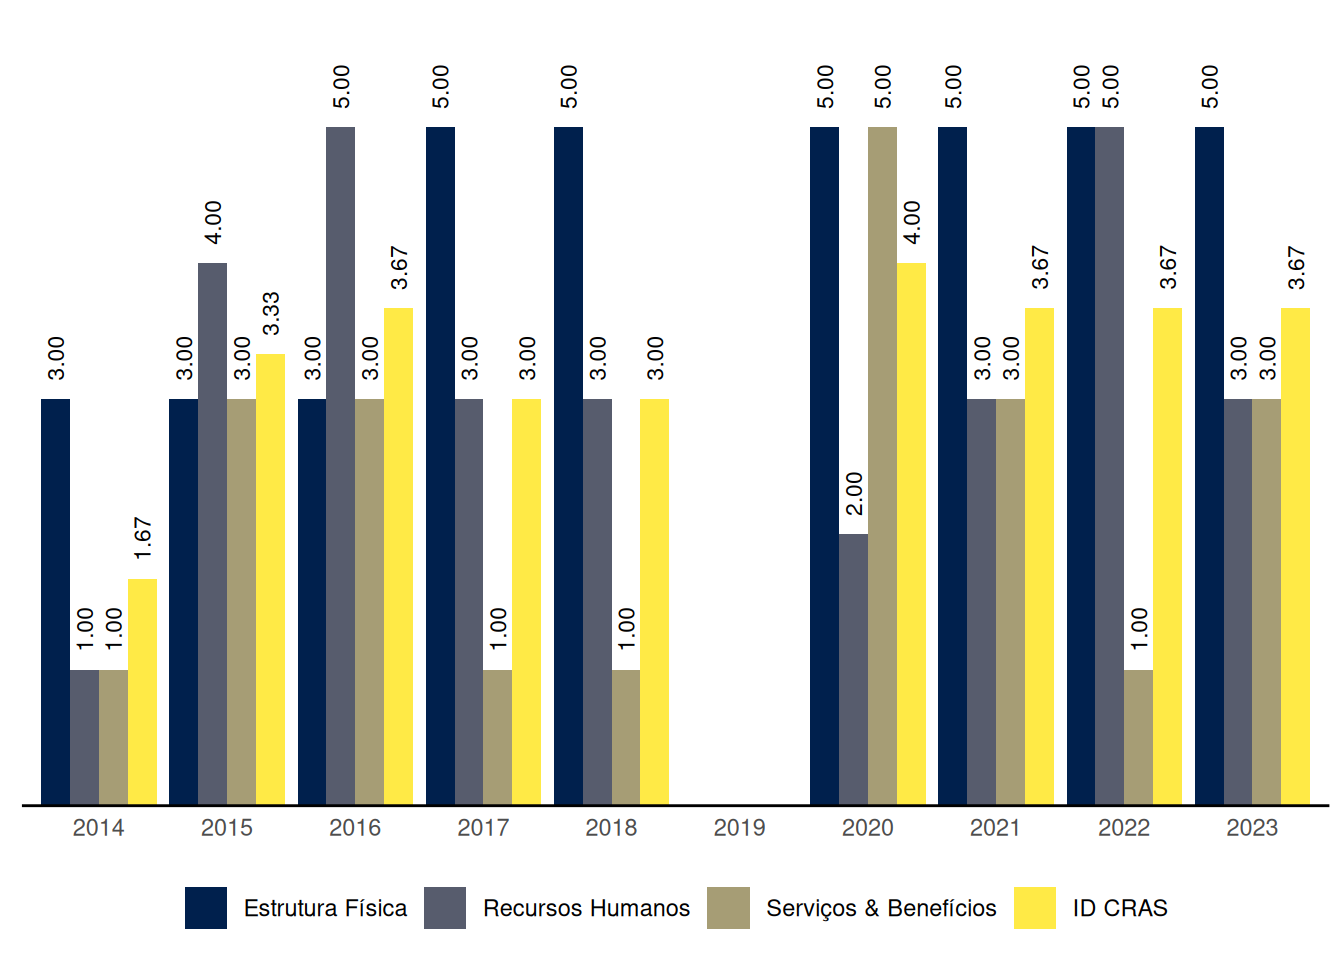 3.00 1.00 1.00 1.67
3.00 4.00 3.00 3.33
3.00 5.00 3.00 3.67
5.00 3.00 1.00 3.00
5.00 3.00 1.00 3.00
5.00 2.00 5.00 4.00
5.00 3.00 3.00 3.67
5.00 5.00 1.00 3.67
5.00 3.00 3.00 3.67
2014 2015 2016 2017 2018 2019 2020 2021 2022 2023
Estrutura Física Recursos Humanos Serviços & Benefícios ID CRAS